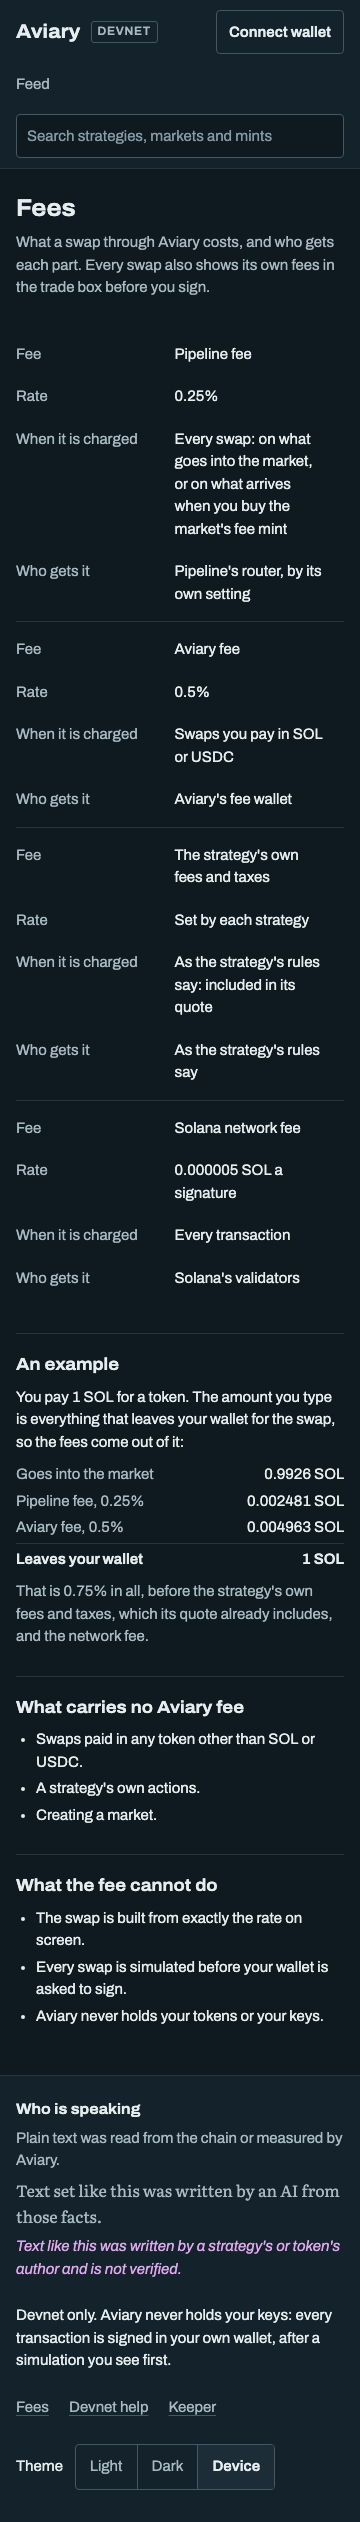 Aviary DEVNET Connect wallet
Feed
Search strategies, markets and mints
Fees
What a swap through Aviary costs, and who gets
each part. Every swap also shows its own fees in
the trade box before you sign.
Fee Pipeline fee
Rate 0.25%
When it is charged Every swap: on what
goes into the market,
or on what arrives
when you buy the
market's fee mint
Who gets it Pipeline's router, by its
own setting
Fee Aviary fee
Rate 0.5%
When it is charged Swaps you pay in SOL
or USDC
Who gets it Aviary's fee wallet
Fee The strategy's own
fees and taxes
Rate Set by each strategy
When it is charged As the strategy's rules
say: included in its
quote
Who gets it As the strategy's rules
say
Fee Solana network fee
Rate 0.000005 SOL a
signature
When it is charged Every transaction
Who gets it Solana's validators
An example
You pay 1 SOL for a token. The amount you type
is everything that leaves your wallet for the swap,
so the fees come out of it:
Goes into the market 0.9926 SOL
Pipeline fee, 0.25% 0.002481 SOL
Aviary fee, 0.5% 0.004963 SOL
Leaves your wallet 1 SOL
That is 0.75% in all, before the strategy's own
fees and taxes, which its quote already includes,
and the network fee.
What carries no Aviary fee
• Swaps paid in any token other than SOL or
USDC.
• A strategy's own actions.
• Creating a market.
What the fee cannot do
• The swap is built from exactly the rate on
screen.
• Every swap is simulated before your wallet is
asked to sign.
• Aviary never holds your tokens or your keys.
Who is speaking
Plain text was read from the chain or measured by
Aviary.
Text set like this was written by an AI from
those facts.
Text like this was written by a strategy's or token's
author and is not verified.
Devnet only. Aviary never holds your keys: every
transaction is signed in your own wallet, after a
simulation you see first.
Fees Devnet help Keeper
Theme Light Dark Device